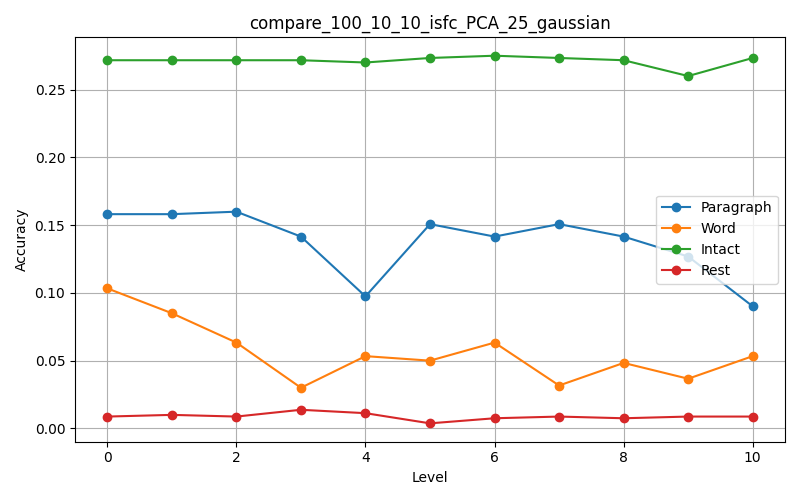 compare_100_10_10_isfc_PCA_25_gaussian
0.25
0.20
0.15
0.10
0.05
0.00
Accuracy
Paragraph
Word
Intact
Rest
0 2 4 6 8 10
Level